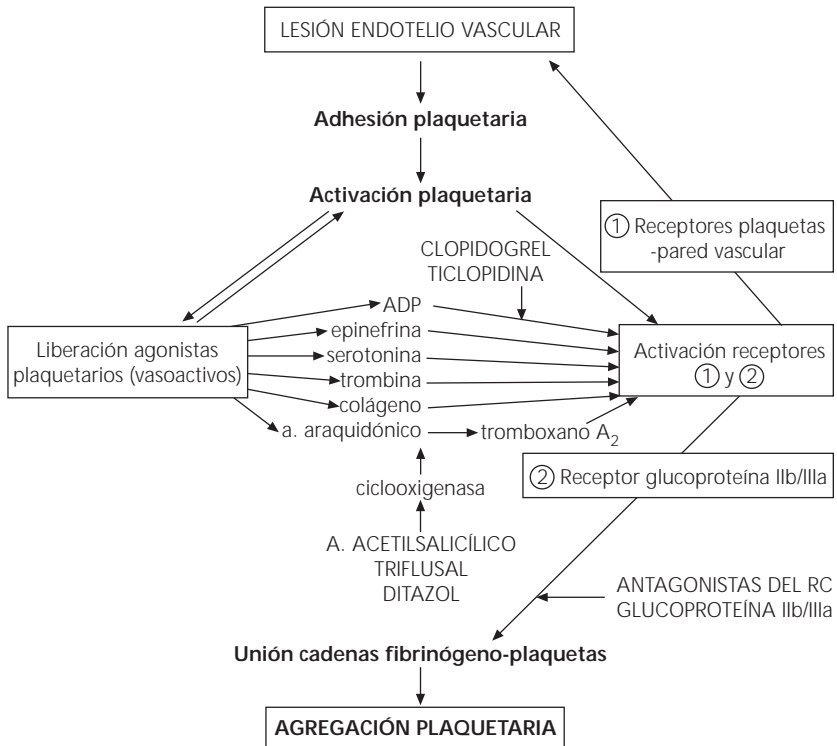 LESIÓN ENDOTELIO VASCULAR
Adhesión plaquetaria
Activación plaquetaria
① Receptores plaquetas
-pared vascular
CLOPIDOGREL
TICLOPIDINA
ADP
epinefrina
serotonina
trombina
colágeno
a. araquidónico
tromboxano A₂
Liberación agonistas
plaquetarios (vasoactivos)
Activación receptores
① y ②
② Receptor glucoproteína IIb/IIIa
ciclooxigenasa
A. ACETILSALICÍLICO
TRIFLUSAL
DITAZOL
ANTAGONISTAS DEL RC
GLUCOPROTEÍNA IIb/IIIa
Unión cadenas fibrinógeno-plaquetas
AGREGACIÓN PLAQUETARIA